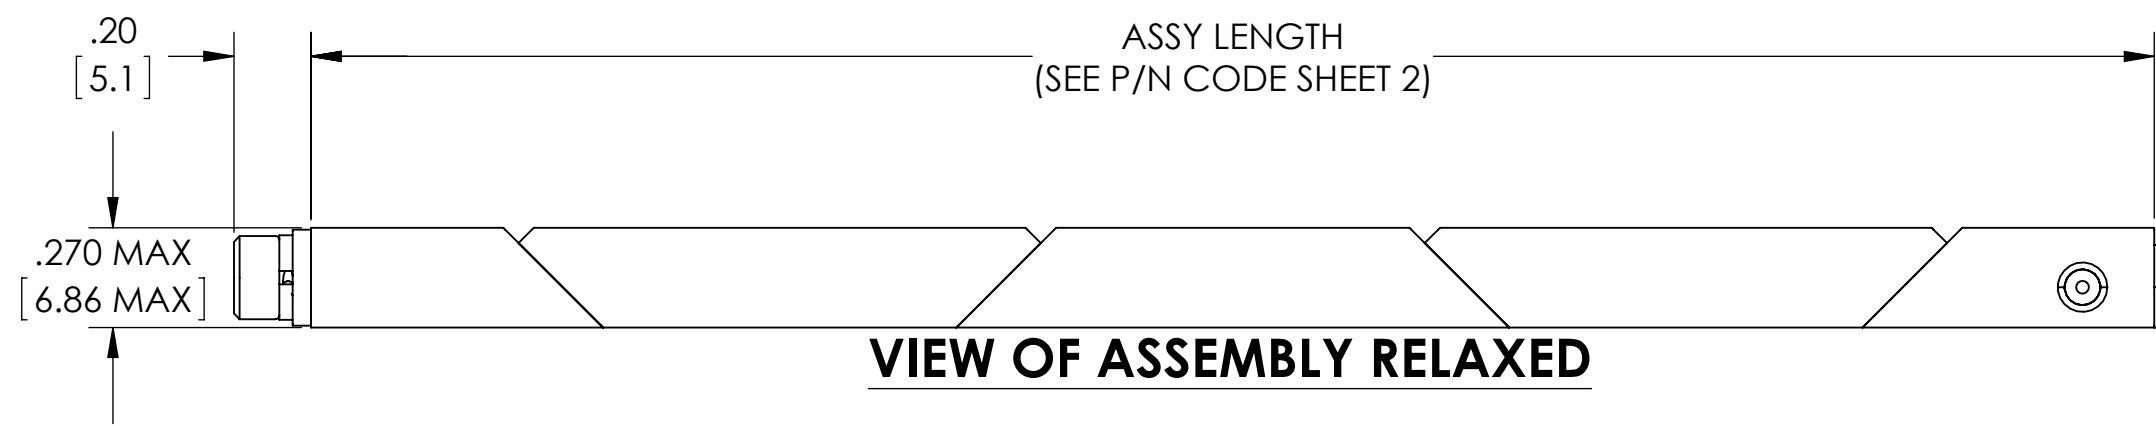 .20
[5.1]
ASSY LENGTH
(SEE P/N CODE SHEET 2)
.270 MAX
[6.86 MAX]
VIEW OF ASSEMBLY RELAXED